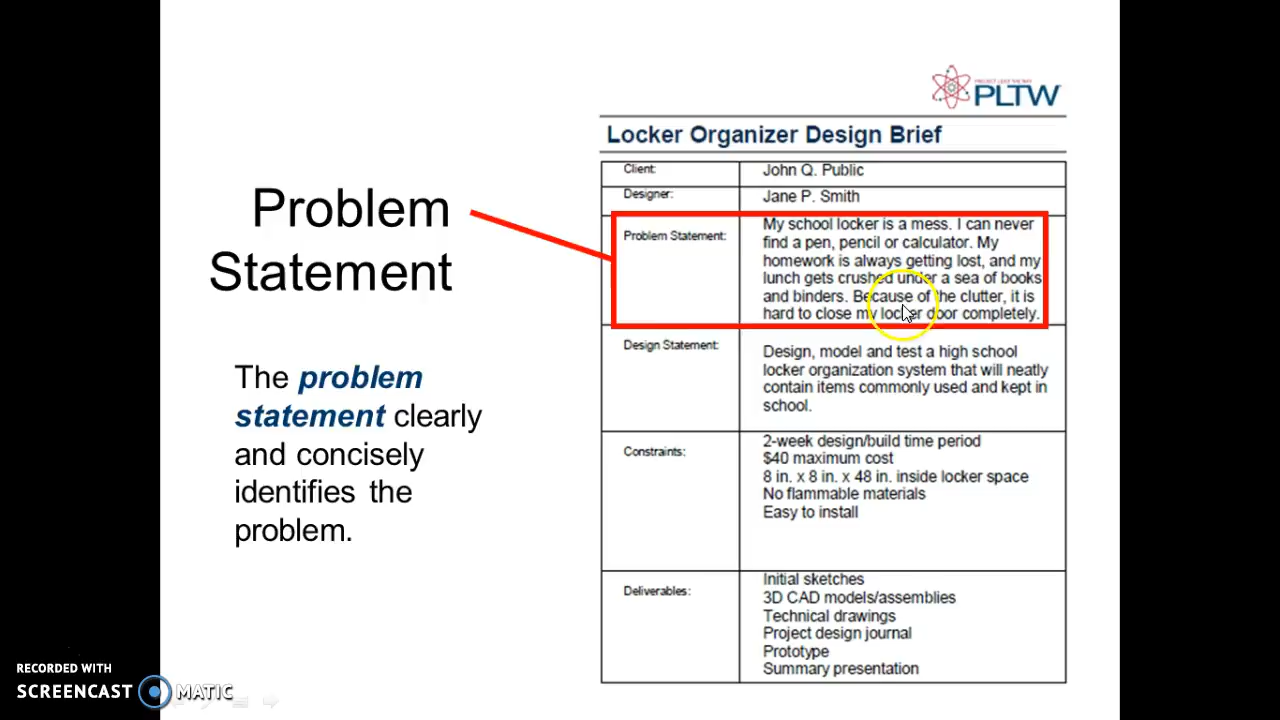 PROJECT LEAD THE WAY
PLTW
Locker Organizer Design Brief
Client:
John Q. Public
Designer:
Jane P. Smith
Problem
Statement
Problem Statement:
My school locker is a mess. I can never
find a pen, pencil or calculator. My
homework is always getting lost, and my
lunch gets crushed under a sea of books
and binders. Because of the clutter, it is
hard to close my locker door completely.
The problem
statement clearly
and concisely
identifies the
problem.
Design Statement:
Design, model and test a high school
locker organization system that will neatly
contain items commonly used and kept in
school.
Constraints:
2-week design/build time period
$40 maximum cost
8 in. x 8 in. x 48 in. inside locker space
No flammable materials
Easy to install
Deliverables:
Initial sketches
3D CAD models/assemblies
Technical drawings
Project design journal
Prototype
Summary presentation
RECORDED WITH
SCREENCAST MATIC